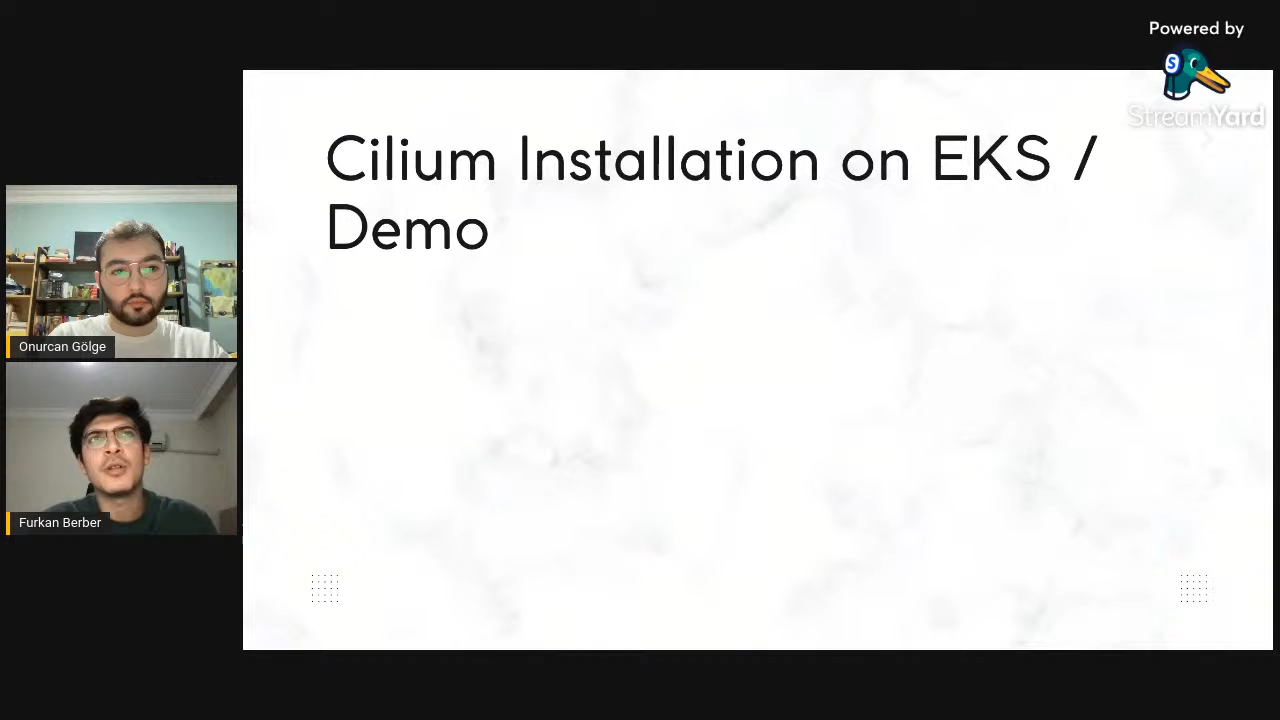 Powered by
StreamYard
Cilium Installation on EKS /
Demo
Onurcan Gölge
Furkan Berber